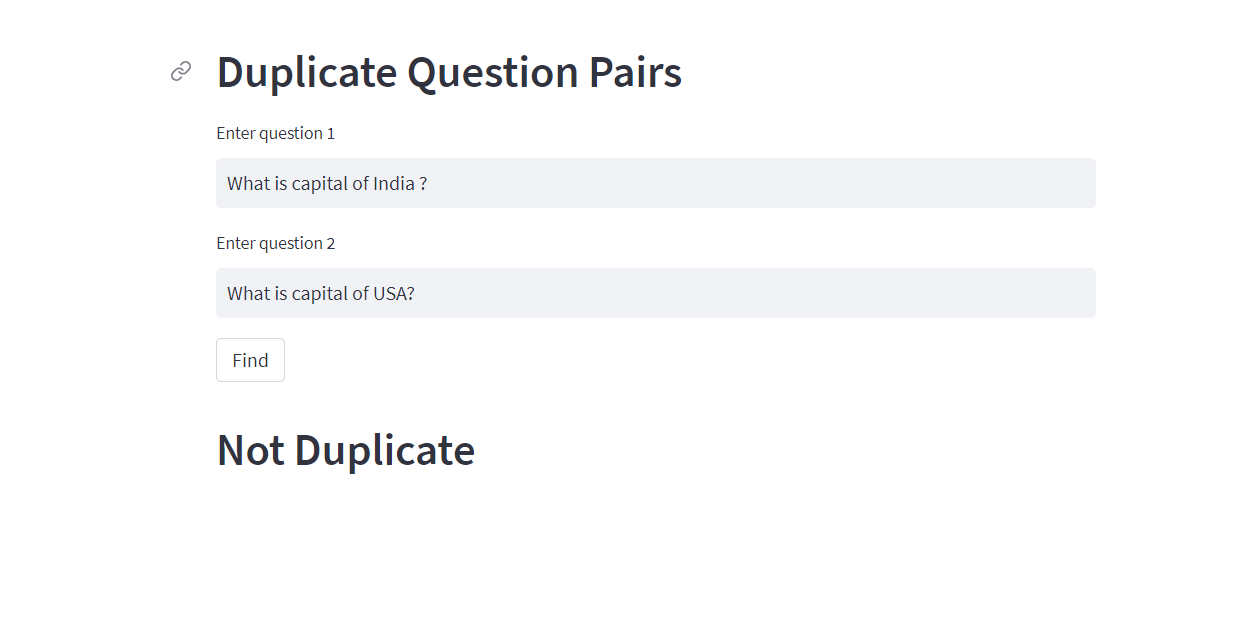 Duplicate Question Pairs
Enter question 1
What is capital of India ?
Enter question 2
What is capital of USA?
Find
Not Duplicate